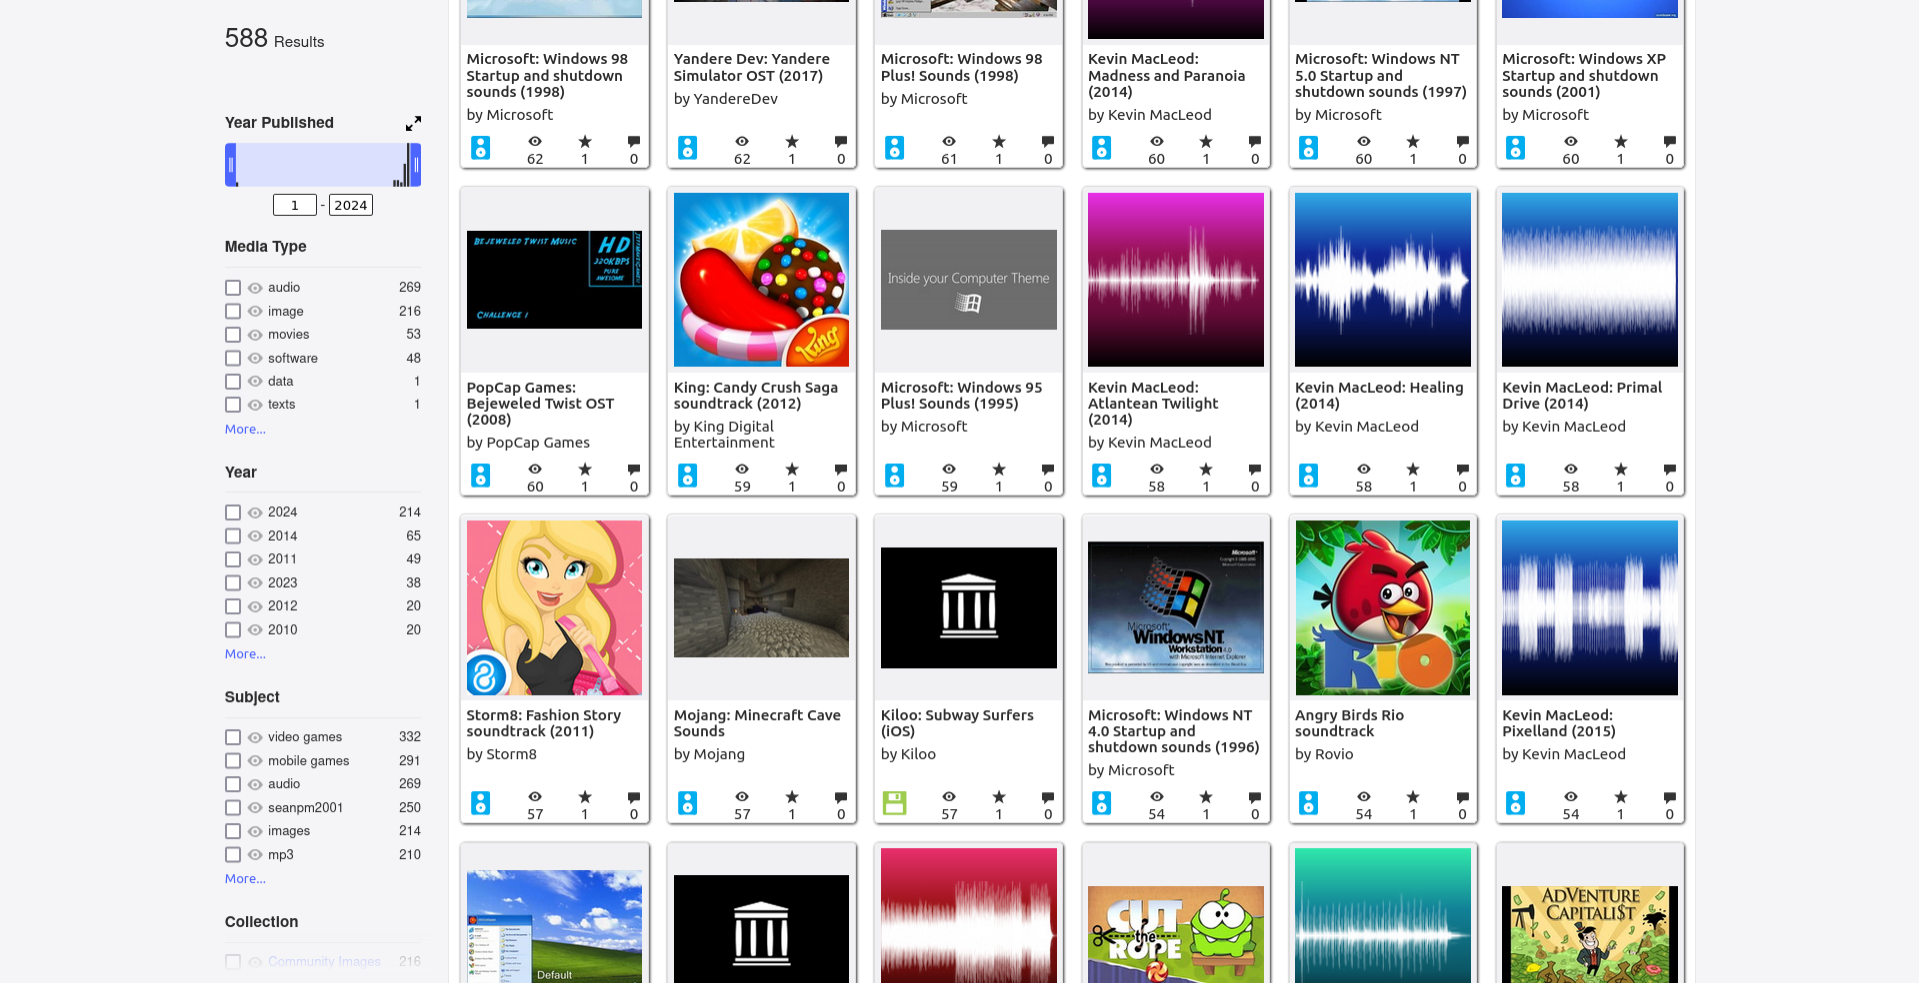 588 Results
Year Published
1 - 2024
Media Type
audio 269
image 216
movies 53
software 48
data 1
texts 1
More...
Year
2024 214
2014 65
2011 49
2023 38
2012 20
2010 20
More...
Subject
video games 332
mobile games 291
audio 269
seanpm2001 250
images 214
mp3 210
More...
Collection
Community Images 216
Microsoft: Windows 98
Startup and shutdown
sounds (1998)
by Microsoft
62 1 0
Yandere Dev: Yandere
Simulator OST (2017)
by YandereDev
62 1 0
Microsoft: Windows 98
Plus! Sounds (1998)
by Microsoft
61 1 0
Kevin MacLeod:
Madness and Paranoia
(2014)
by Kevin MacLeod
60 1 0
Microsoft: Windows NT
5.0 Startup and
shutdown sounds (1997)
by Microsoft
60 1 0
Microsoft: Windows XP
Startup and shutdown
sounds (2001)
by Microsoft
60 1 0
Bejeweled Twist Music
HD
320KBPS
PURE
AWESOME
Challenge 1
PopCap Games:
Bejeweled Twist OST
(2008)
by PopCap Games
60 1 0
King
King: Candy Crush Saga
soundtrack (2012)
by King Digital
Entertainment
59 1 0
Inside your Computer Theme
Microsoft: Windows 95
Plus! Sounds (1995)
by Microsoft
59 1 0
Kevin MacLeod:
Atlantean Twilight
(2014)
by Kevin MacLeod
58 1 0
Kevin MacLeod: Healing
(2014)
by Kevin MacLeod
58 1 0
Kevin MacLeod: Primal
Drive (2014)
by Kevin MacLeod
58 1 0
Storm8: Fashion Story
soundtrack (2011)
by Storm8
57 1 0
Mojang: Minecraft Cave
Sounds
by Mojang
57 1 0
Kiloo: Subway Surfers
(iOS)
by Kiloo
57 1 0
Microsoft
Microsoft
Windows NT
Workstation 4.0
with Microsoft Internet Explorer
Microsoft: Windows NT
4.0 Startup and
shutdown sounds (1996)
by Microsoft
54 1 0
RIO
Angry Birds Rio
soundtrack
by Rovio
54 1 0
Kevin MacLeod:
Pixelland (2015)
by Kevin MacLeod
54 1 0
Default
CUT
the
ROPE
ADVENTURE
CAPITALI$T